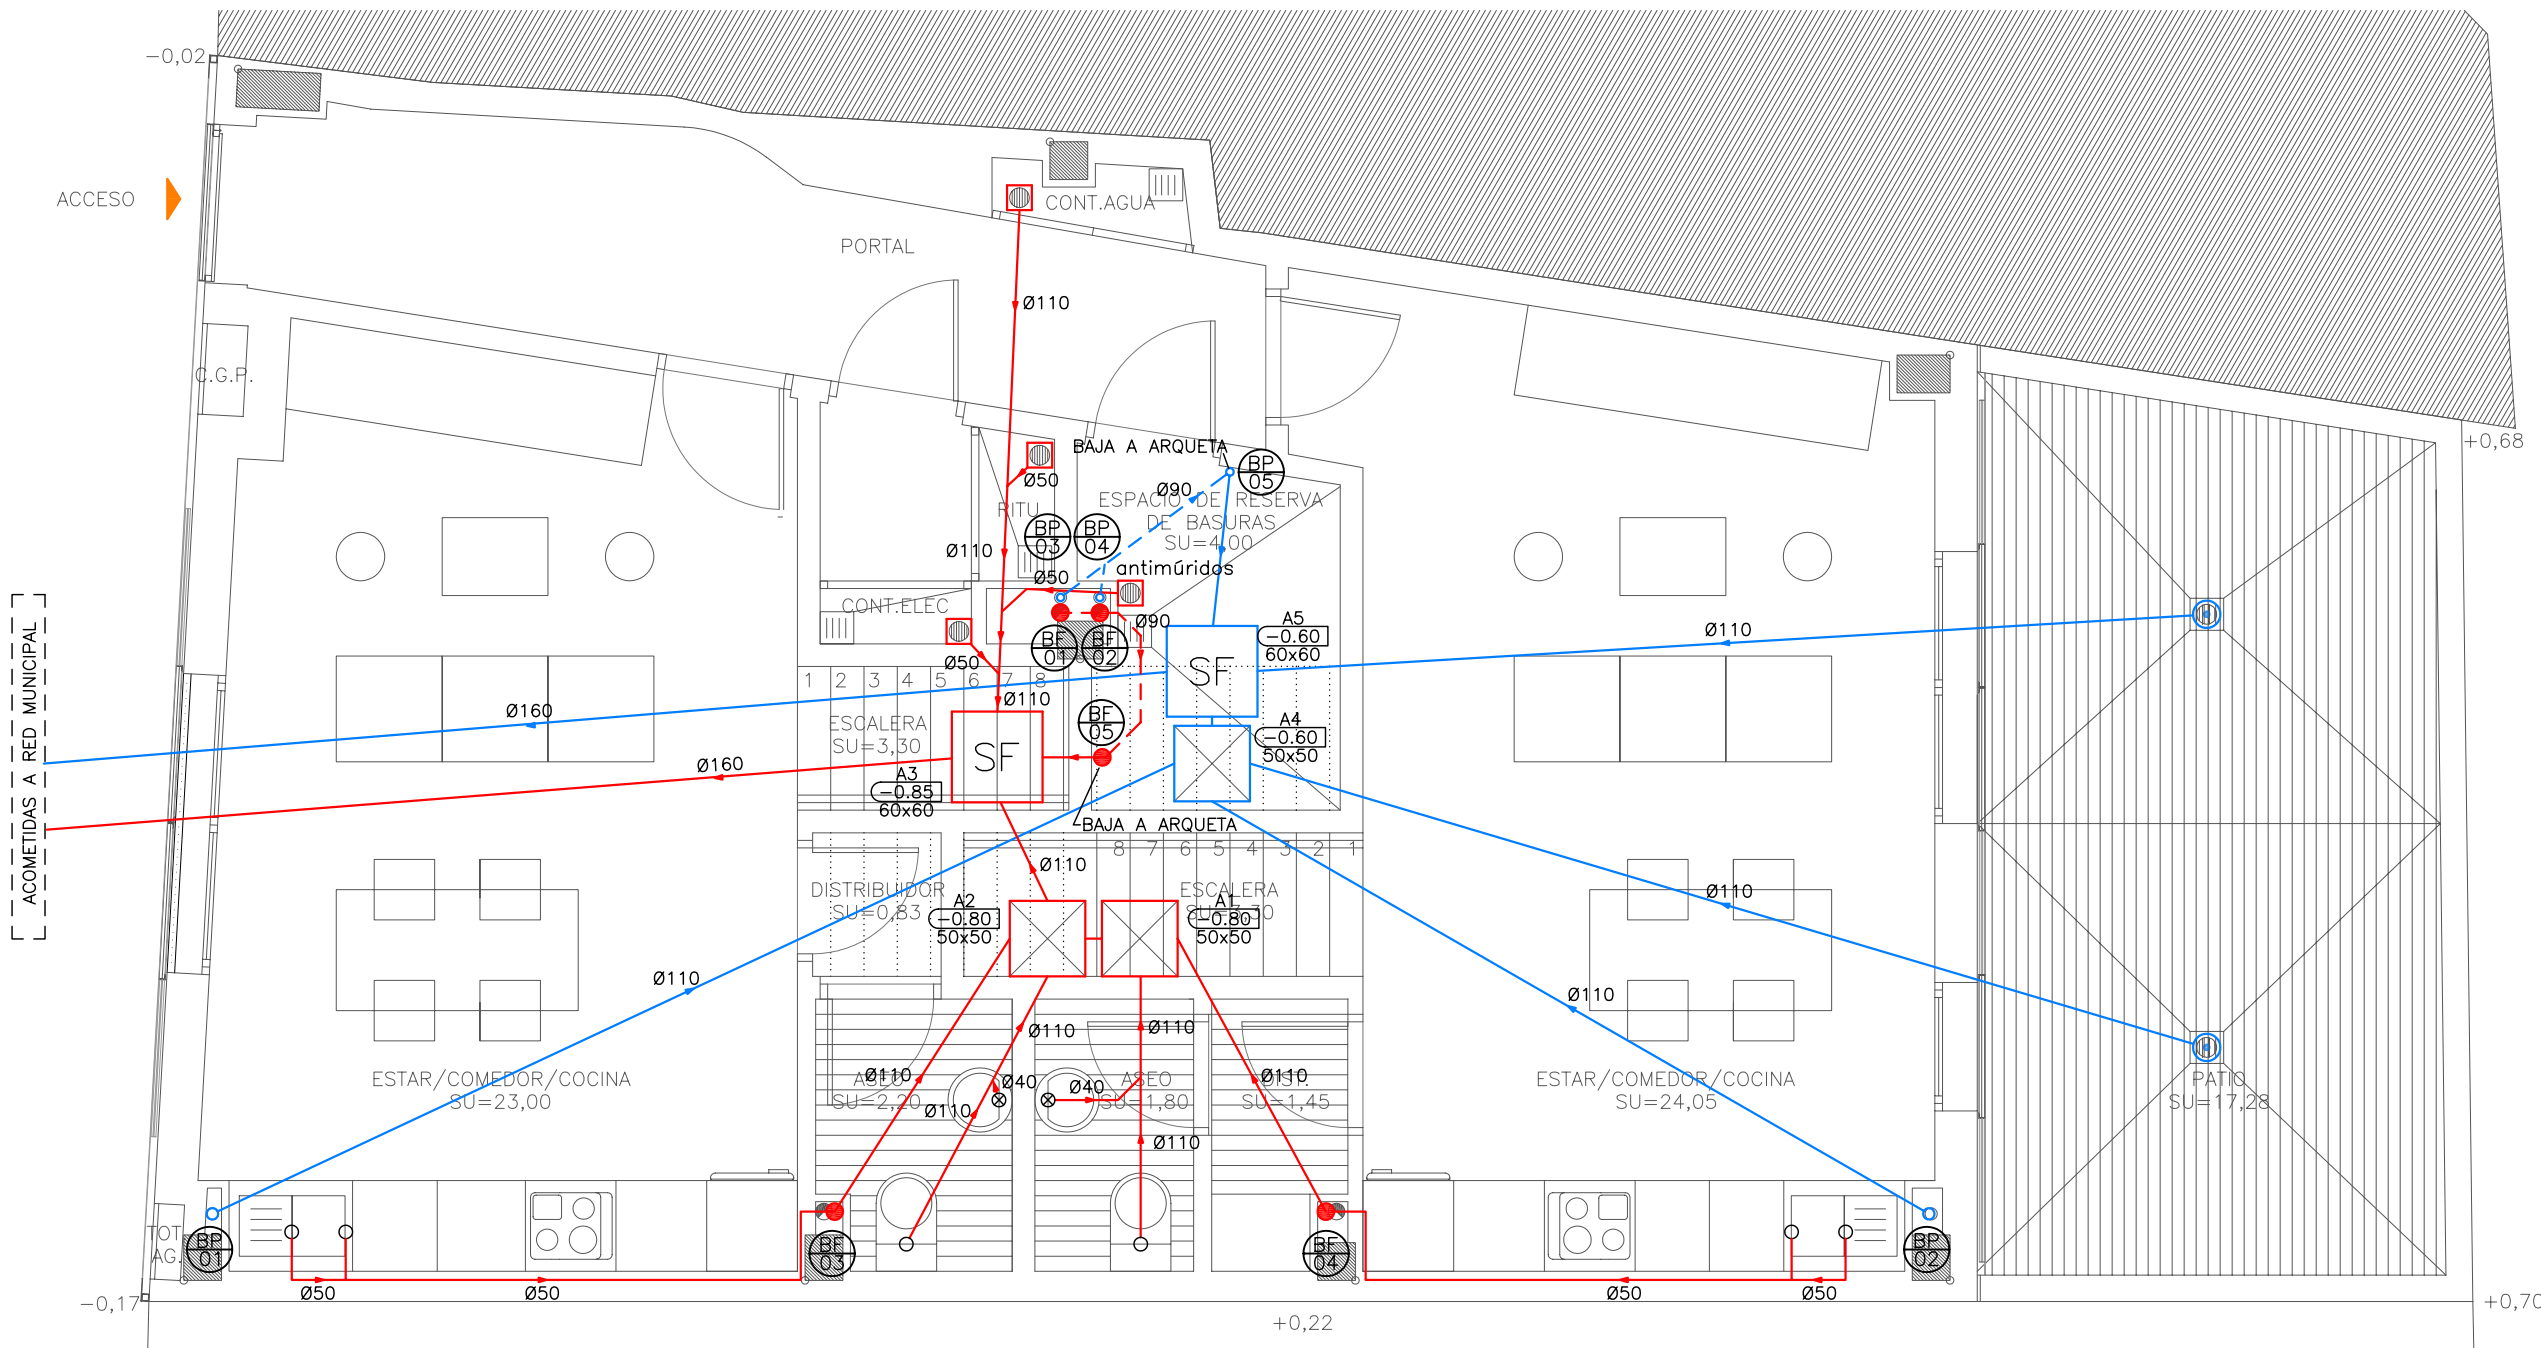 -0,02
ACCESO
CONT.AGUA
PORTAL
Ø110
C.G.P.
+0,68
BAJA A ARQUETA
BP
05
Ø50
Ø90
RITU
ESPACIO DE RESERVA
DE BASURAS
SU=4,00
BP
03
BP
04
Ø110
antimúridos
Ø50
CONT.ELEC
Ø90
A5
-0.60
60x60
BF
01
BF
02
Ø110
Ø50
SF
1 2 3 4 5 6 7 8
Ø110
Ø160
ESCALERA
SU=3,30
BF
05
A4
-0.60
50x50
SF
Ø160
A3
-0.85
60x60
BAJA A ARQUETA
ACOMETIDAS A RED MUNICIPAL
8 7 6 5 4 3 2 1
Ø110
DISTRIBUIDOR
SU=0,83
ESCALERA
SU=3,30
A2
-0.80
50x50
A1
-0.80
50x50
Ø110
Ø110
Ø110
Ø110
Ø110
ESTAR/COMEDOR/COCINA
SU=23,00
Ø110
ASEO
SU=2,20
Ø40
Ø110
Ø40
ASEO
SU=1,80
Ø110
DIST.
SU=1,45
Ø110
ESTAR/COMEDOR/COCINA
SU=24,05
PATIO
SU=17,28
TOT
AG.
BP
01
BF
03
BF
04
BP
02
Ø50
Ø50
Ø50
Ø50
-0,17
+0,22
+0,70